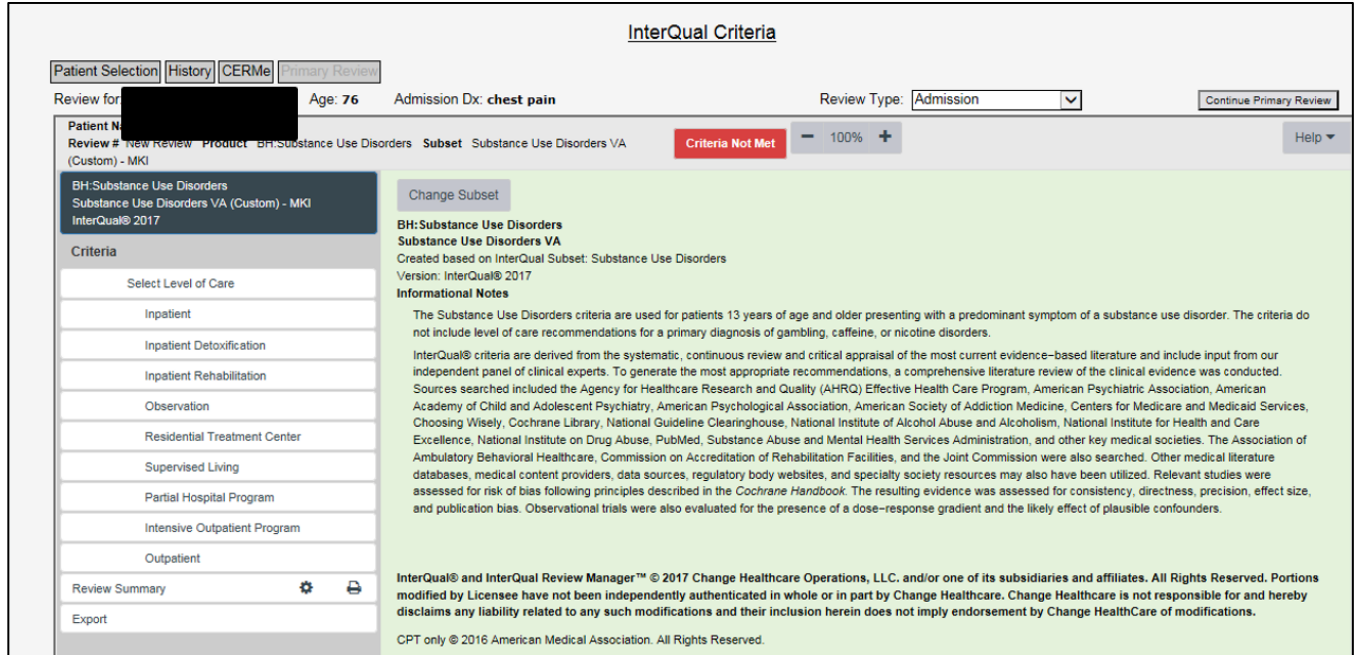 InterQual Criteria
Patient Selection History CERMe Primary Review
Review for: Age: 76 Admission Dx: chest pain Review Type: Admission Continue Primary Review
Patient N
Review # New Review Product BH:Substance Use Disorders Subset Substance Use Disorders VA
(Custom) - MKI
Criteria Not Met
− 100% +
Help
BH:Substance Use Disorders
Substance Use Disorders VA (Custom) - MKI
InterQual® 2017
Criteria
Select Level of Care
Inpatient
Inpatient Detoxification
Inpatient Rehabilitation
Observation
Residential Treatment Center
Supervised Living
Partial Hospital Program
Intensive Outpatient Program
Outpatient
Review Summary
Export
Change Subset
BH:Substance Use Disorders
Substance Use Disorders VA
Created based on InterQual Subset: Substance Use Disorders
Version: InterQual® 2017
Informational Notes
The Substance Use Disorders criteria are used for patients 13 years of age and older presenting with a predominant symptom of a substance use disorder. The criteria do
not include level of care recommendations for a primary diagnosis of gambling, caffeine, or nicotine disorders.
InterQual® criteria are derived from the systematic, continuous review and critical appraisal of the most current evidence-based literature and include input from our
independent panel of clinical experts. To generate the most appropriate recommendations, a comprehensive literature review of the clinical evidence was conducted.
Sources searched included the Agency for Healthcare Research and Quality (AHRQ) Effective Health Care Program, American Psychiatric Association, American
Academy of Child and Adolescent Psychiatry, American Psychological Association, American Society of Addiction Medicine, Centers for Medicare and Medicaid Services,
Choosing Wisely, Cochrane Library, National Guideline Clearinghouse, National Institute of Alcohol Abuse and Alcoholism, National Institute for Health and Care
Excellence, National Institute on Drug Abuse, PubMed, Substance Abuse and Mental Health Services Administration, and other key medical societies. The Association of
Ambulatory Behavioral Healthcare, Commission on Accreditation of Rehabilitation Facilities, and the Joint Commission were also searched. Other medical literature
databases, medical content providers, data sources, regulatory body websites, and specialty society resources may also have been utilized. Relevant studies were
assessed for risk of bias following principles described in the Cochrane Handbook. The resulting evidence was assessed for consistency, directness, precision, effect size,
and publication bias. Observational trials were also evaluated for the presence of a dose-response gradient and the likely effect of plausible confounders.
InterQual® and InterQual Review Manager™ © 2017 Change Healthcare Operations, LLC. and/or one of its subsidiaries and affiliates. All Rights Reserved. Portions
modified by Licensee have not been independently authenticated in whole or in part by Change Healthcare. Change Healthcare is not responsible for and hereby
disclaims any liability related to any such modifications and their inclusion herein does not imply endorsement by Change HealthCare of modifications.
CPT only © 2016 American Medical Association. All Rights Reserved.